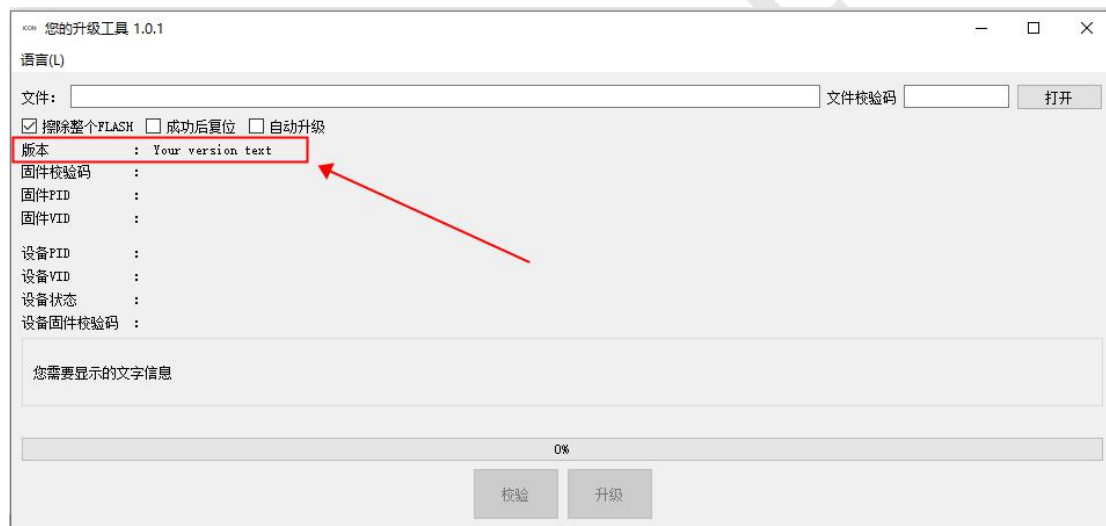 ICON 您的升级工具 1.0.1
语言(L)
文件: 文件校验码 打开
擦除整个FLASH 成功后复位 自动升级
版本 : Your version text
固件校验码 :
固件PID :
固件VID :
设备PID :
设备VID :
设备状态 :
设备固件校验码 :
您需要显示的文字信息
0%
校验 升级